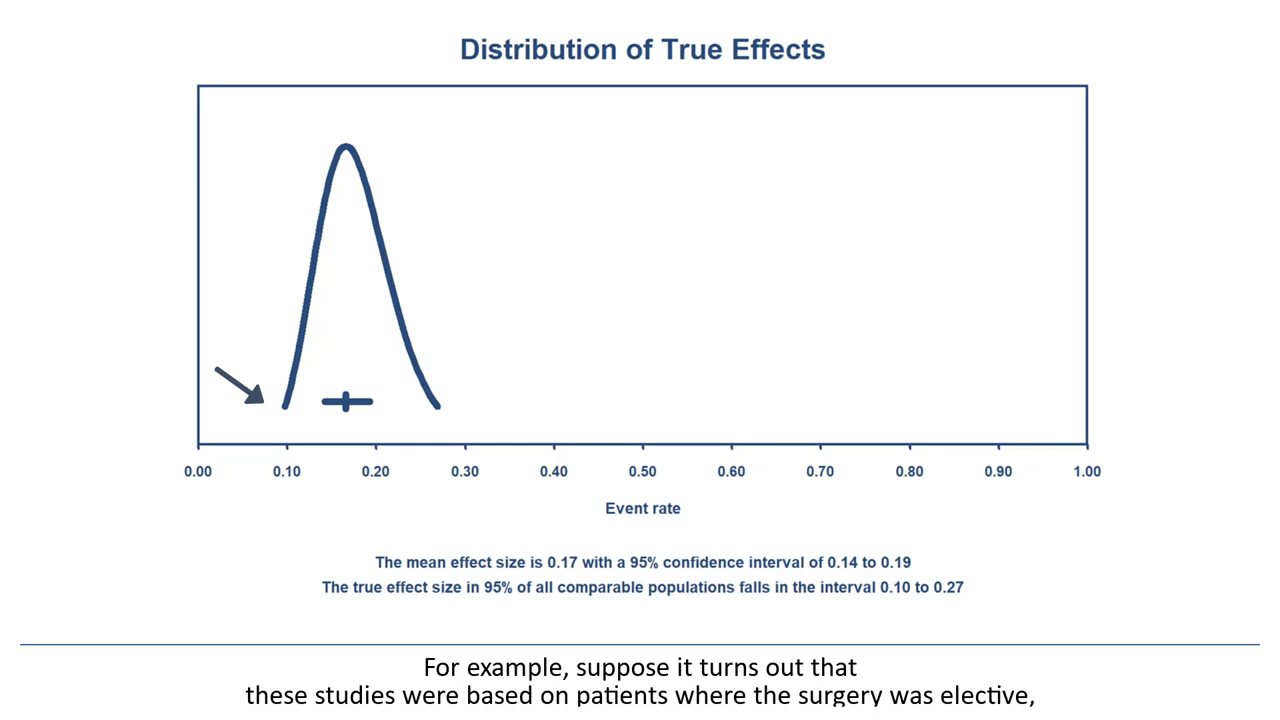 Distribution of True Effects
0.00 0.10 0.20 0.30 0.40 0.50 0.60 0.70 0.80 0.90 1.00
Event rate
The mean effect size is 0.17 with a 95% confidence interval of 0.14 to 0.19
The true effect size in 95% of all comparable populations falls in the interval 0.10 to 0.27
For example, suppose it turns out that
these studies were based on patients where the surgery was elective,